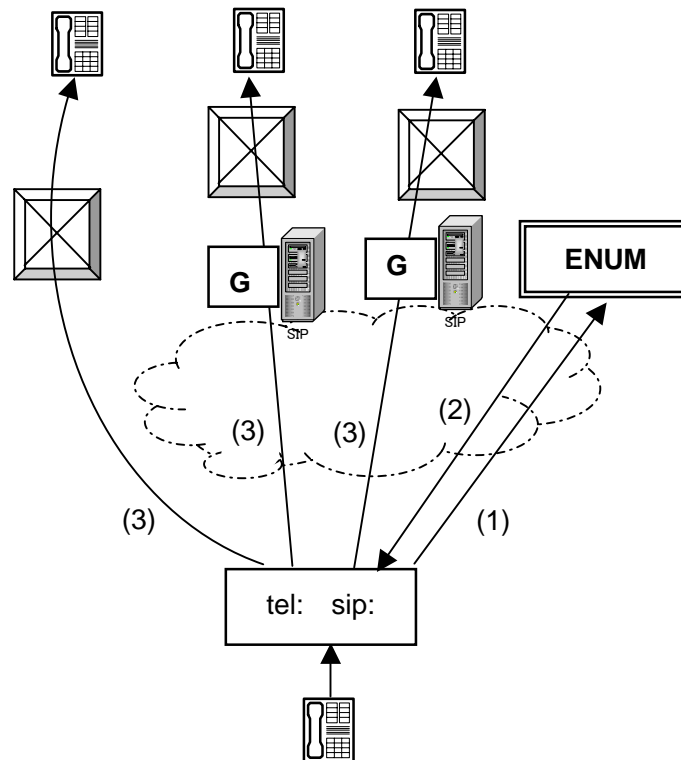 G
G
ENUM
SIP
SIP
(2)
(3)
(3)
(3)
(1)
tel: sip: